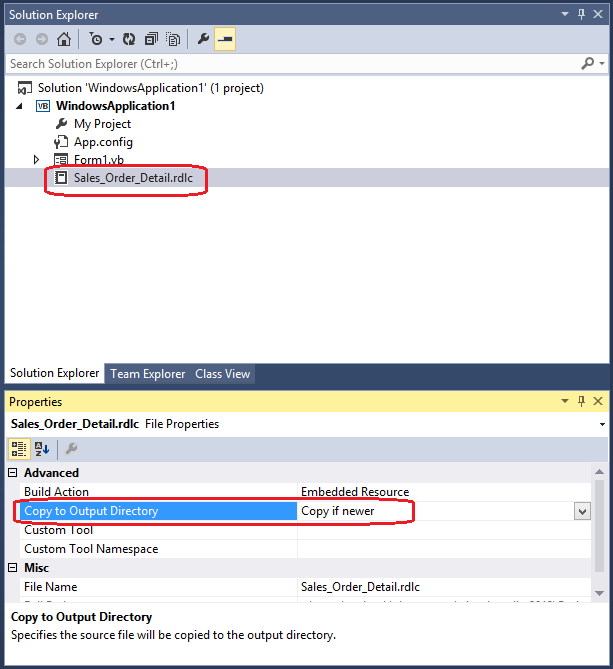 Solution Explorer
Search Solution Explorer (Ctrl+;)
Solution 'WindowsApplication1' (1 project)
VB WindowsApplication1
My Project
App.config
Form1.vb
Sales_Order_Detail.rdlc
Solution Explorer Team Explorer Class View
Properties
Sales_Order_Detail.rdlc File Properties
Advanced
Build Action Embedded Resource
Copy to Output Directory Copy if newer
Custom Tool
Custom Tool Namespace
Misc
File Name Sales_Order_Detail.rdlc
Copy to Output Directory
Specifies the source file will be copied to the output directory.